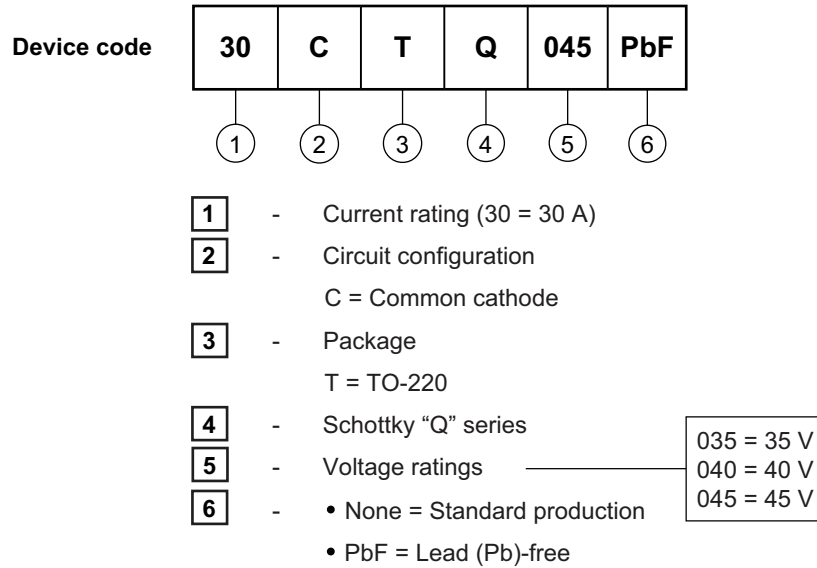 Device code 30 C T Q 045 PbF
1 2 3 4 5 6
1 - Current rating (30 = 30 A)
2 - Circuit configuration
C = Common cathode
3 - Package
T = TO-220
4 - Schottky “Q” series
5 - Voltage ratings
035 = 35 V
040 = 40 V
045 = 45 V
6 - • None = Standard production
• PbF = Lead (Pb)-free